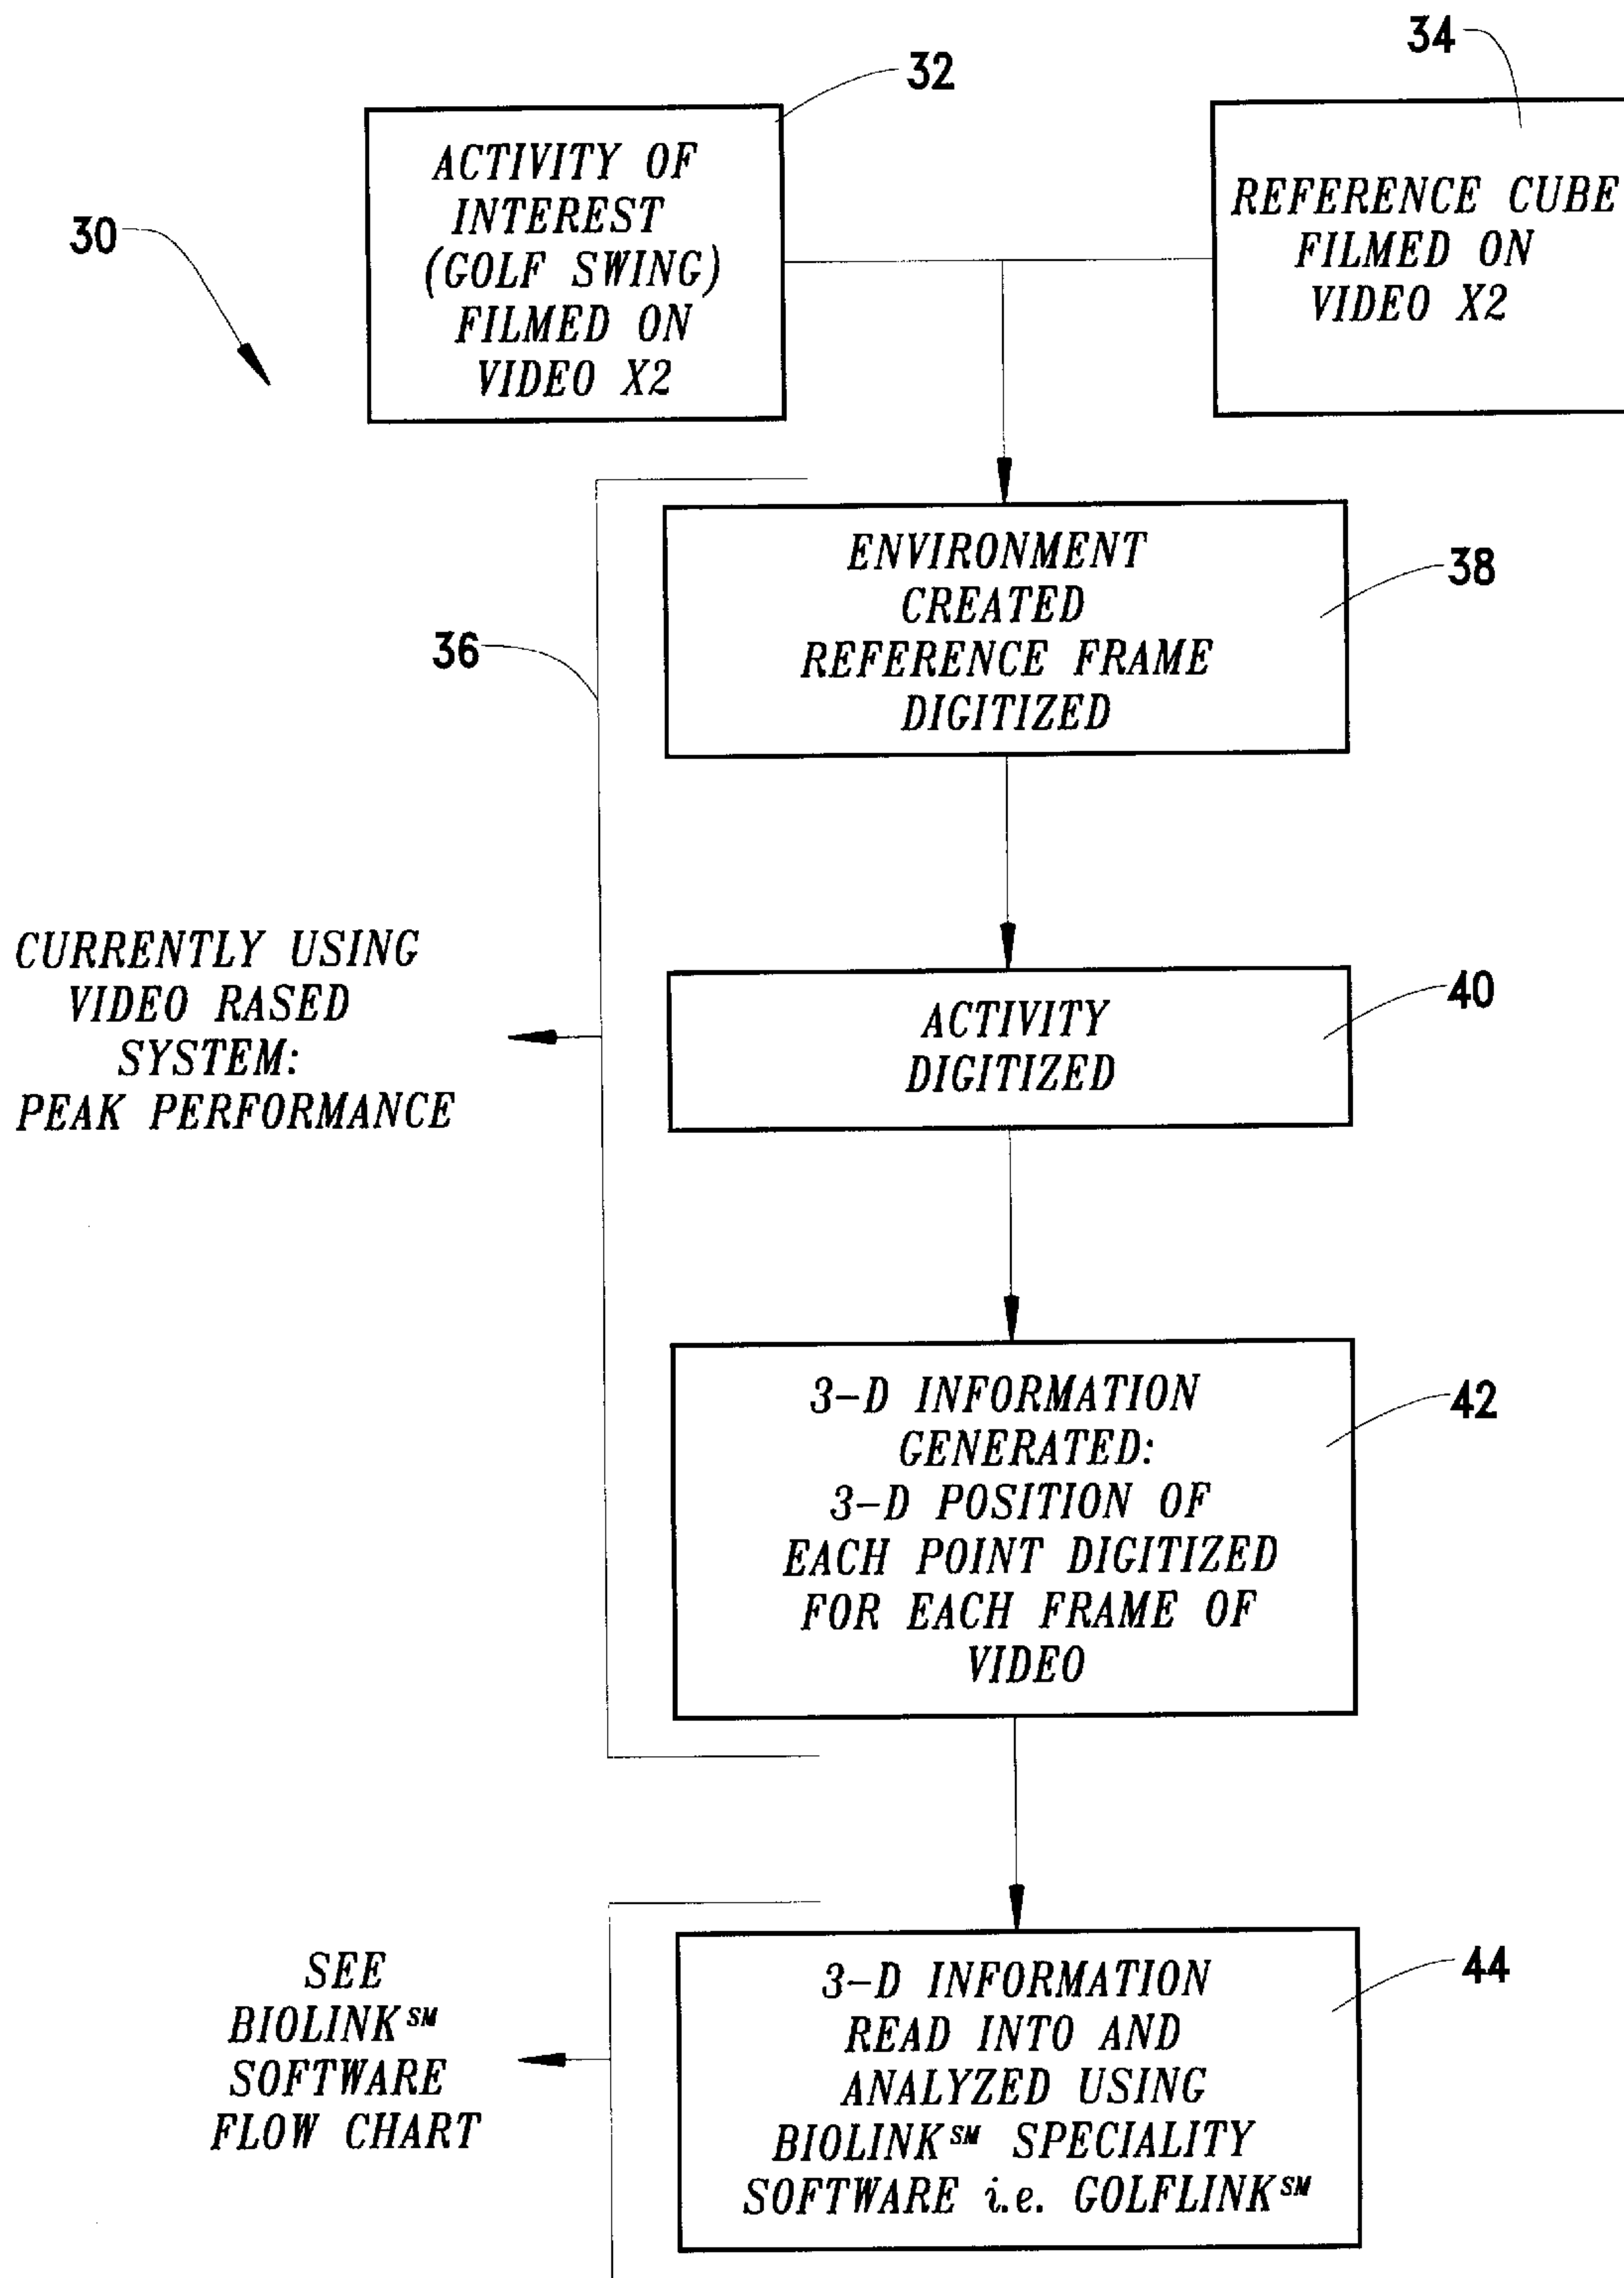 32
34
30
ACTIVITY OF
INTEREST
(GOLF SWING)
FILMED ON
VIDEO X2
REFERENCE CUBE
FILMED ON
VIDEO X2
36
38
ENVIRONMENT
CREATED
REFERENCE FRAME
DIGITIZED
CURRENTLY USING
VIDEO RASED
SYSTEM:
PEAK PERFORMANCE
40
ACTIVITY
DIGITIZED
42
3-D INFORMATION
GENERATED:
3-D POSITION OF
EACH POINT DIGITIZED
FOR EACH FRAME OF
VIDEO
SEE
BIOLINK℠
SOFTWARE
FLOW CHART
44
3-D INFORMATION
READ INTO AND
ANALYZED USING
BIOLINK℠ SPECIALITY
SOFTWARE i.e. GOLFLINK℠